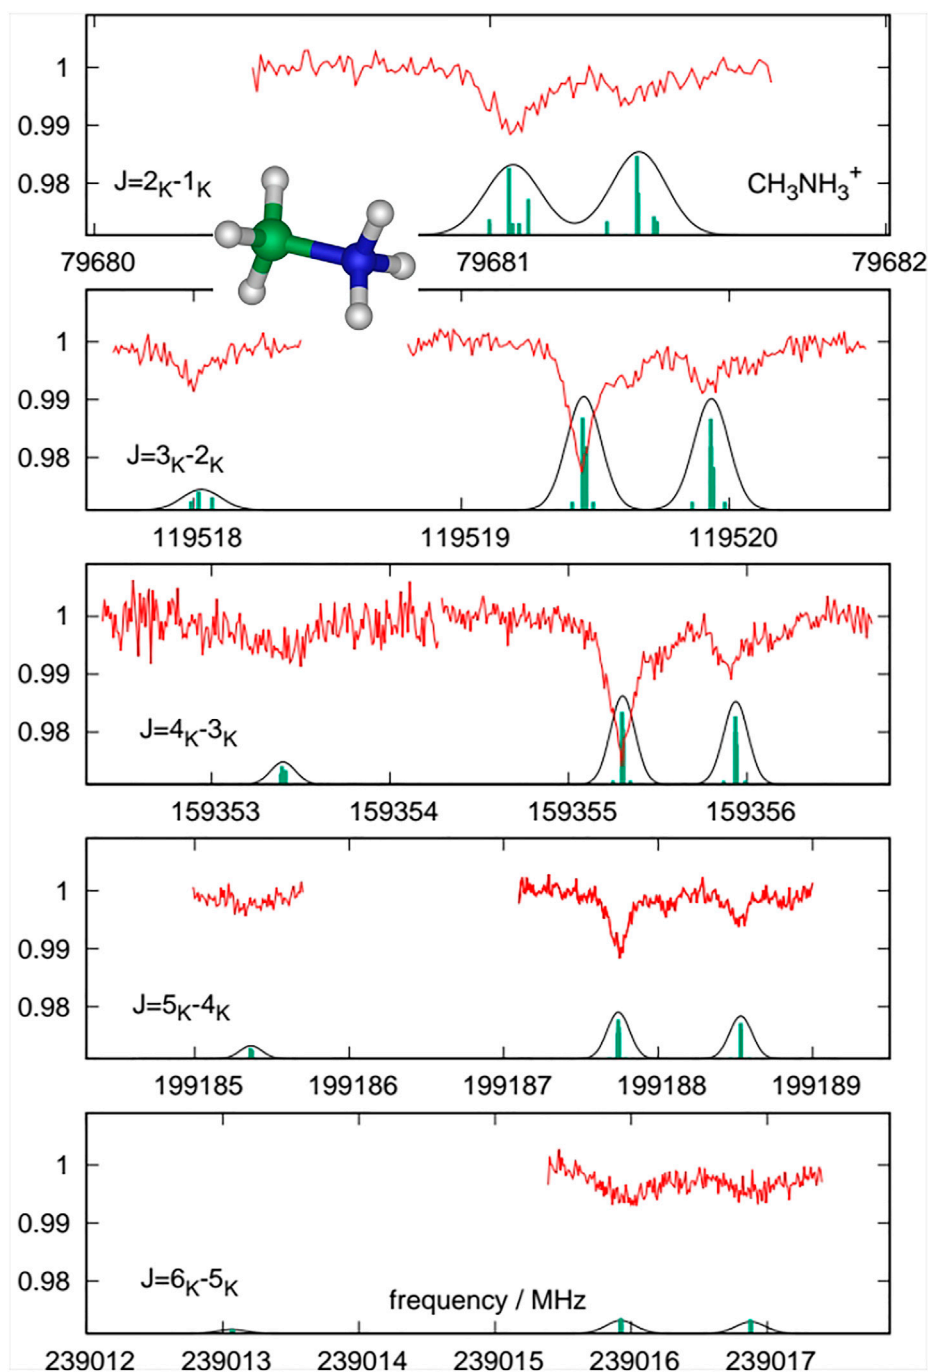 1
0.99
0.98
J=2K-1K
CH3NH3+
79680 79681 79682
1
0.99
0.98
J=3K-2K
119518 119519 119520
1
0.99
0.98
J=4K-3K
159353 159354 159355 159356
1
0.99
0.98
J=5K-4K
199185 199186 199187 199188 199189
1
0.99
0.98
J=6K-5K
frequency / MHz
239012 239013 239014 239015 239016 239017